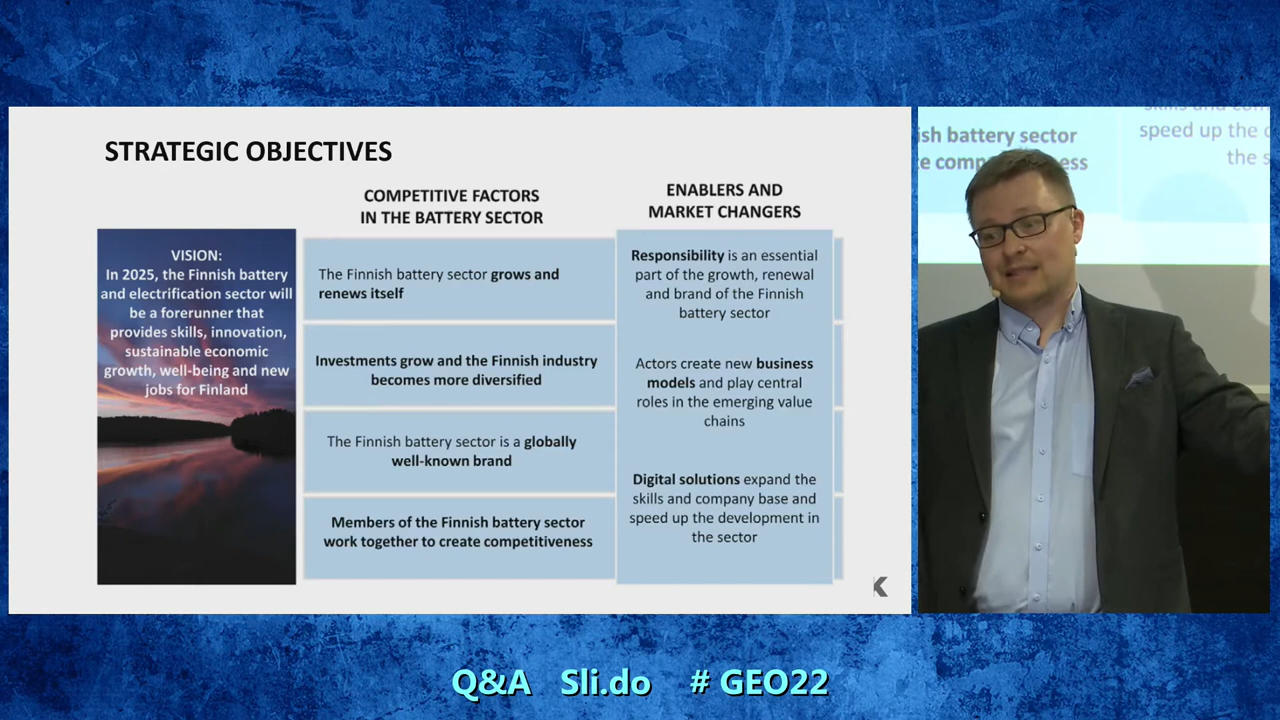 STRATEGIC OBJECTIVES
COMPETITIVE FACTORS
IN THE BATTERY SECTOR
ENABLERS AND
MARKET CHANGERS
VISION:
In 2025, the Finnish battery
and electrification sector will
be a forerunner that
provides skills, innovation,
sustainable economic
growth, well-being and new
jobs for Finland
The Finnish battery sector grows and
renews itself
Investments grow and the Finnish industry
becomes more diversified
The Finnish battery sector is a globally
well-known brand
Members of the Finnish battery sector
work together to create competitiveness
Responsibility is an essential
part of the growth, renewal
and brand of the Finnish
battery sector
Actors create new business
models and play central
roles in the emerging value
chains
Digital solutions expand the
skills and company base and
speed up the development in
the sector
battery sector
speed up the
the
Q&A Sli.do # GEO22